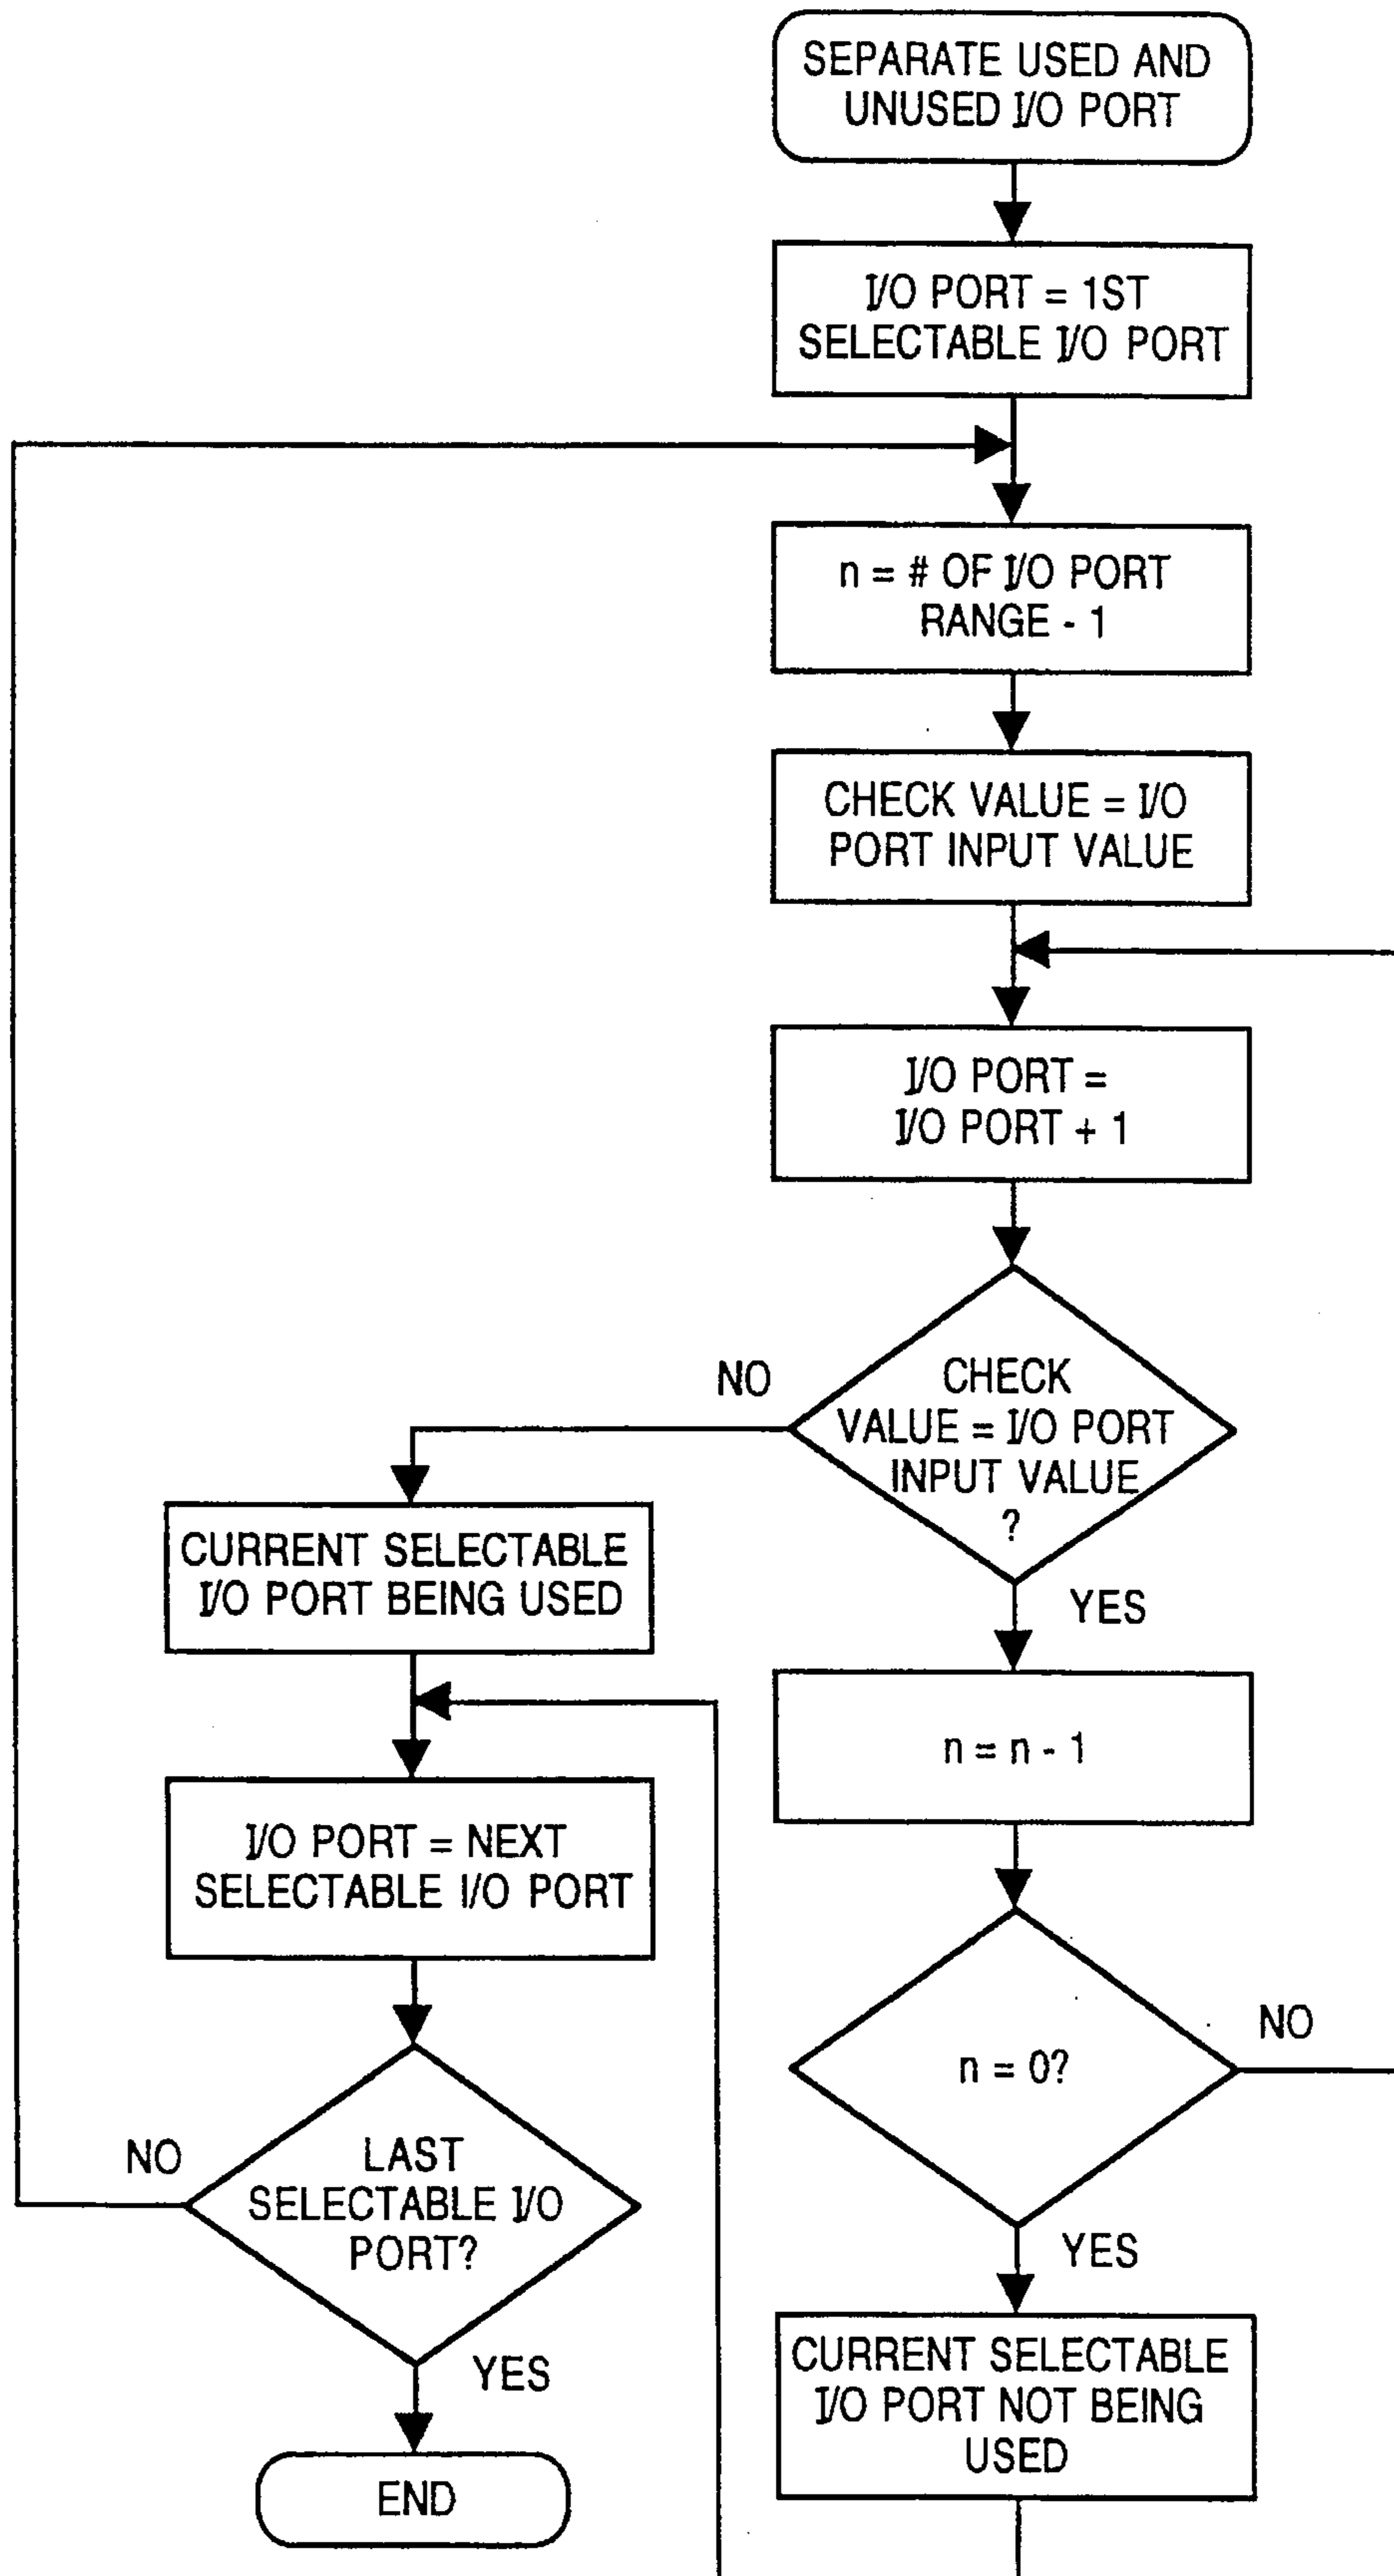 SEPARATE USED AND
UNUSED I/O PORT
I/O PORT = 1ST
SELECTABLE I/O PORT
n = # OF I/O PORT
RANGE - 1
CHECK VALUE = I/O
PORT INPUT VALUE
I/O PORT =
I/O PORT + 1
CHECK
VALUE = I/O PORT
INPUT VALUE
?
NO
YES
CURRENT SELECTABLE
I/O PORT BEING USED
n = n - 1
I/O PORT = NEXT
SELECTABLE I/O PORT
n = 0?
NO
YES
LAST
SELECTABLE I/O
PORT?
NO
YES
CURRENT SELECTABLE
I/O PORT NOT BEING
USED
END